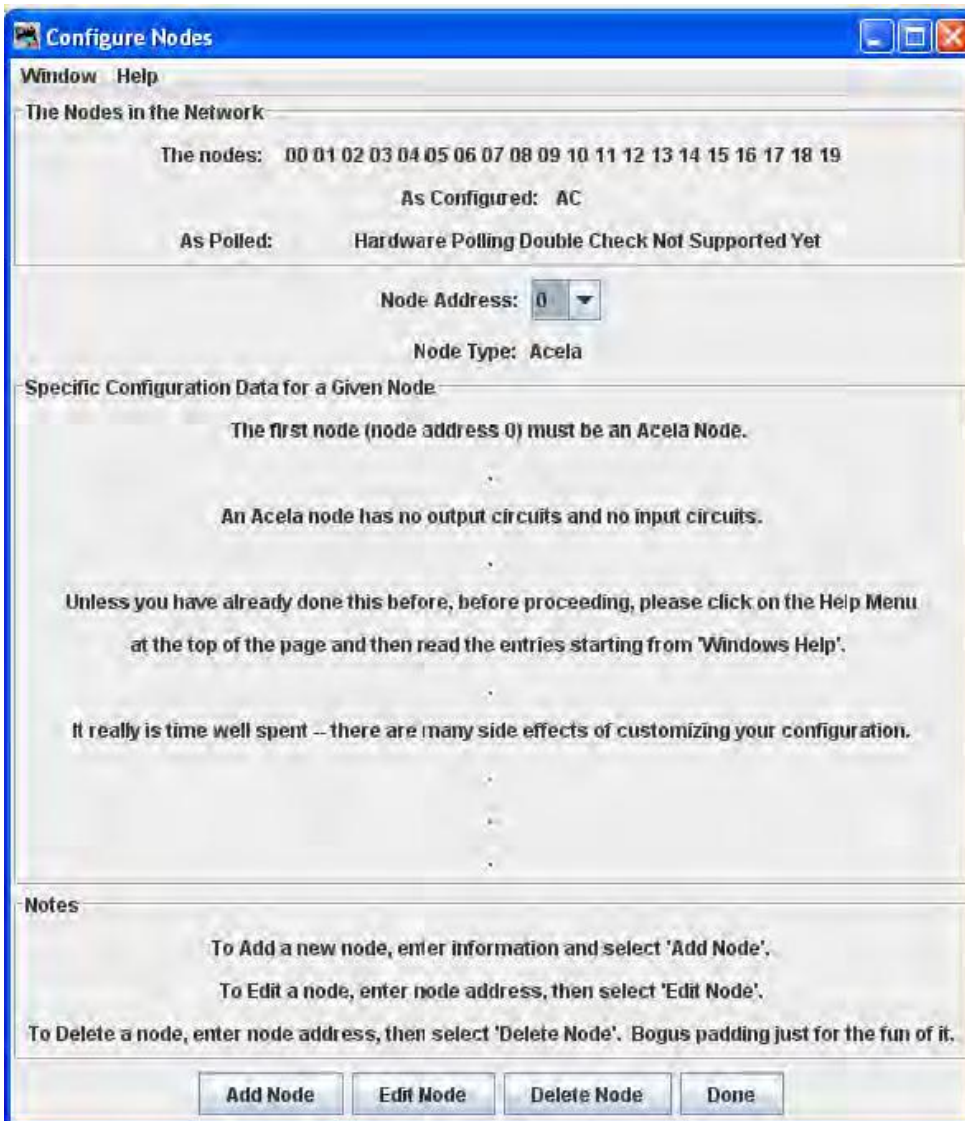 Configure Nodes
Window Help
The Nodes in the Network
The nodes: 00 01 02 03 04 05 06 07 08 09 10 11 12 13 14 15 16 17 18 19
As Configured: AC
As Polled: Hardware Polling Double Check Not Supported Yet
Node Address: 0
Node Type: Acela
Specific Configuration Data for a Given Node
The first node (node address 0) must be an Acela Node.
.
An Acela node has no output circuits and no input circuits.
.
Unless you have already done this before, before proceeding, please click on the Help Menu
at the top of the page and then read the entries starting from 'Windows Help'.
.
It really is time well spent -- there are many side effects of customizing your configuration.
.
.
.
Notes
To Add a new node, enter information and select 'Add Node'.
To Edit a node, enter node address, then select 'Edit Node'.
To Delete a node, enter node address, then select 'Delete Node'. Bogus padding just for the fun of it.
Add Node Edit Node Delete Node Done